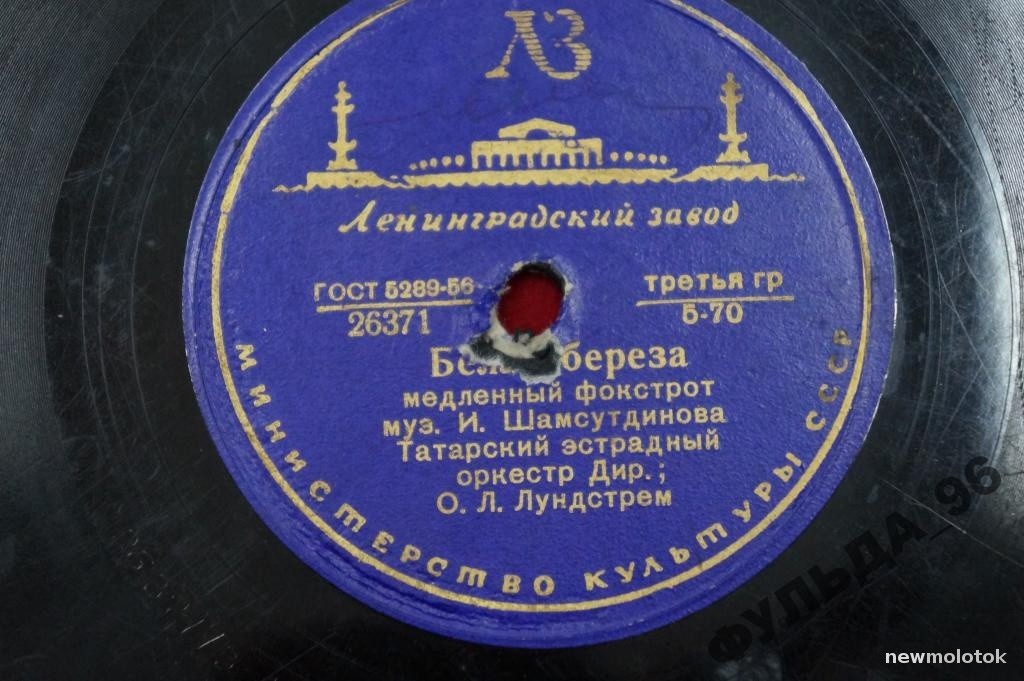 ЛЗ
Ленинградский завод
ГОСТ 5289-56
26371
третья гр
5-70
береза
медленный фокстрот
муз. И. Шамсутдинова
Татарский эстрадный
оркестр Дир.;
О. Л. Лундстрем
МИНИСТЕРСТВО КУЛЬТУРЫ СССР
ФУЛЬДА_96
newmolotok